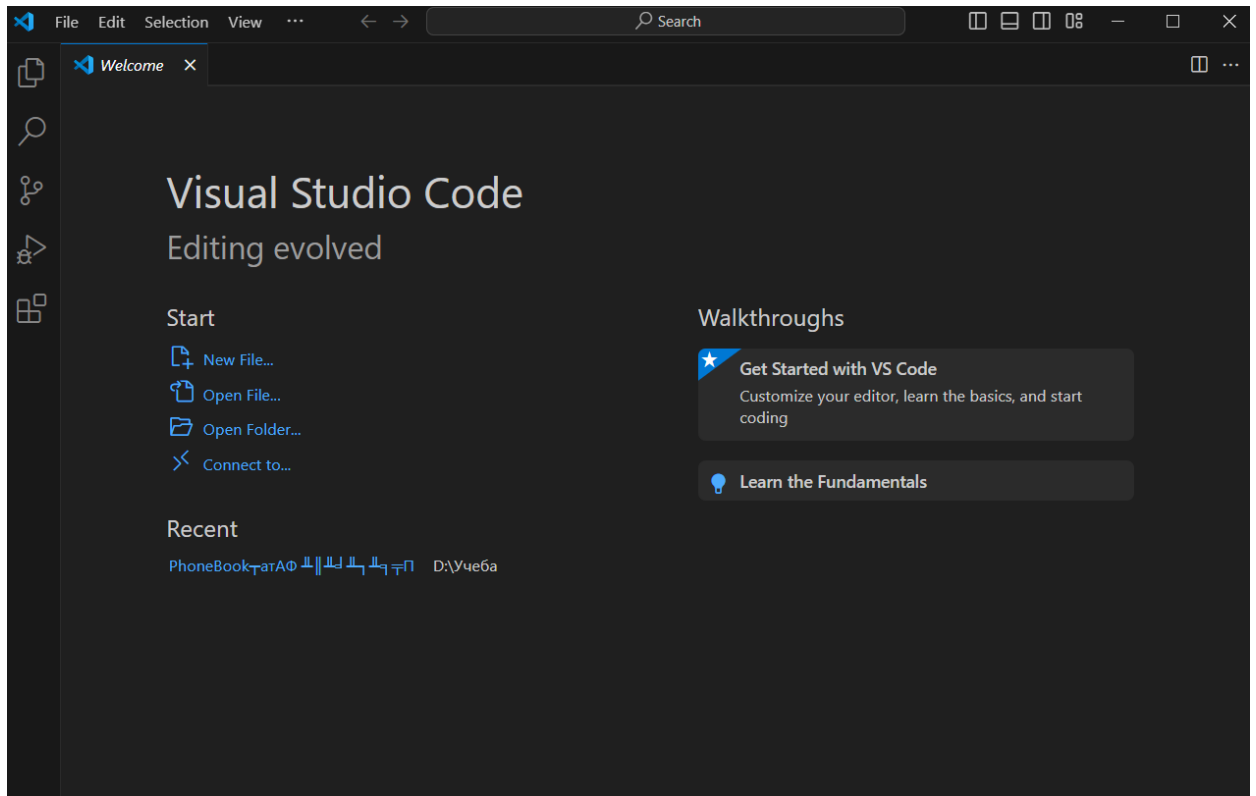 File Edit Selection View ··· Search
Welcome
Visual Studio Code
Editing evolved
Start
New File...
Open File...
Open Folder...
Connect to...
Recent
PhoneBook┬атАФ ╨║╨╛╨┐╨╕╤П D:\Учеба
Walkthroughs
Get Started with VS Code
Customize your editor, learn the basics, and start
coding
Learn the Fundamentals